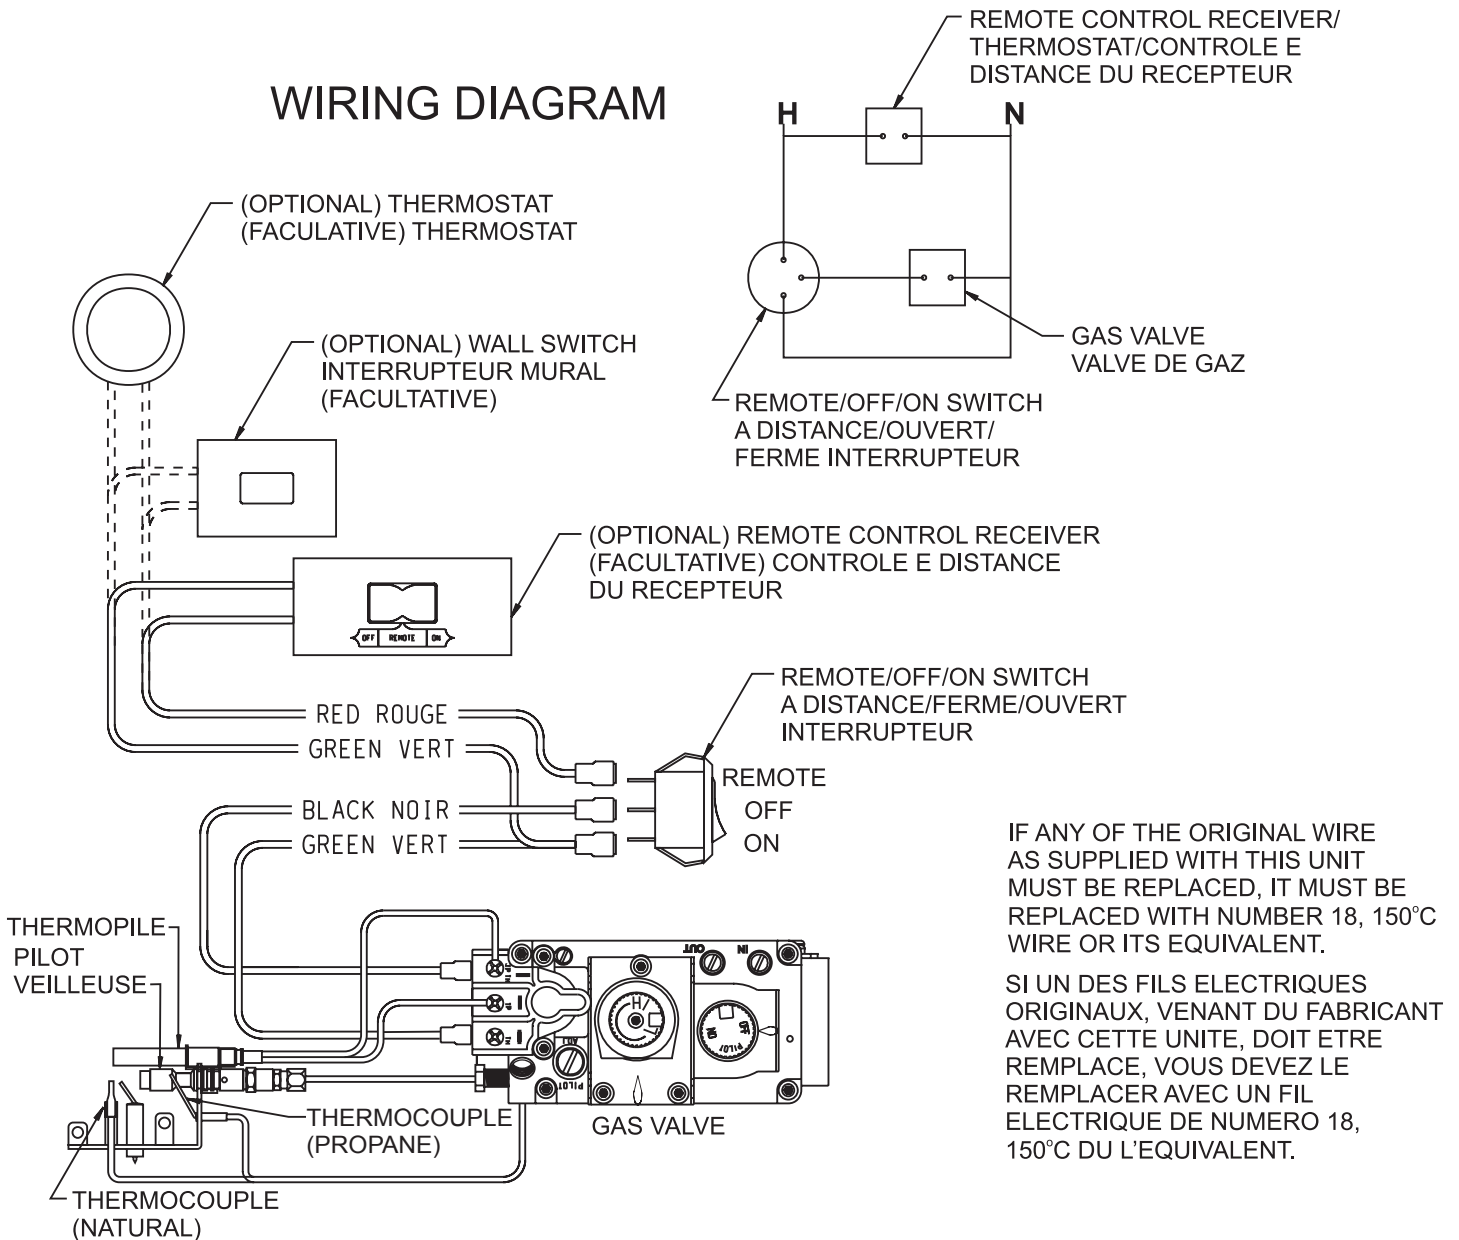 WIRING DIAGRAM
REMOTE CONTROL RECEIVER/
THERMOSTAT/CONTROLE E
DISTANCE DU RECEPTEUR
H
N
(OPTIONAL) THERMOSTAT
(FACULATIVE) THERMOSTAT
GAS VALVE
VALVE DE GAZ
(OPTIONAL) WALL SWITCH
INTERRUPTEUR MURAL
(FACULTATIVE)
REMOTE/OFF/ON SWITCH
A DISTANCE/OUVERT/
FERME INTERRUPTEUR
(OPTIONAL) REMOTE CONTROL RECEIVER
(FACULTATIVE) CONTROLE E DISTANCE
DU RECEPTEUR
OFF REMOTE ON
REMOTE/OFF/ON SWITCH
A DISTANCE/FERME/OUVERT
INTERRUPTEUR
RED ROUGE
GREEN VERT
BLACK NOIR
GREEN VERT
REMOTE
OFF
ON
IF ANY OF THE ORIGINAL WIRE
AS SUPPLIED WITH THIS UNIT
MUST BE REPLACED, IT MUST BE
REPLACED WITH NUMBER 18, 150°C
WIRE OR ITS EQUIVALENT.
SI UN DES FILS ELECTRIQUES
ORIGINAUX, VENANT DU FABRICANT
AVEC CETTE UNITE, DOIT ETRE
REMPLACE, VOUS DEVEZ LE
REMPLACER AVEC UN FIL
ELECTRIQUE DE NUMERO 18,
150°C DU L'EQUIVALENT.
THERMOPILE
PILOT
VEILLEUSE
OUT
IN
HI
OFF
PILOT
ON
PILOT
ADJ
GAS VALVE
THERMOCOUPLE
(PROPANE)
THERMOCOUPLE
(NATURAL)